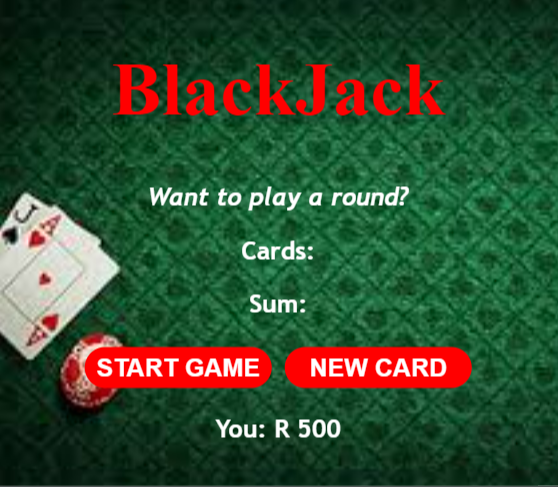 BlackJack
Want to play a round?
Cards:
Sum:
START GAME NEW CARD
You: R 500